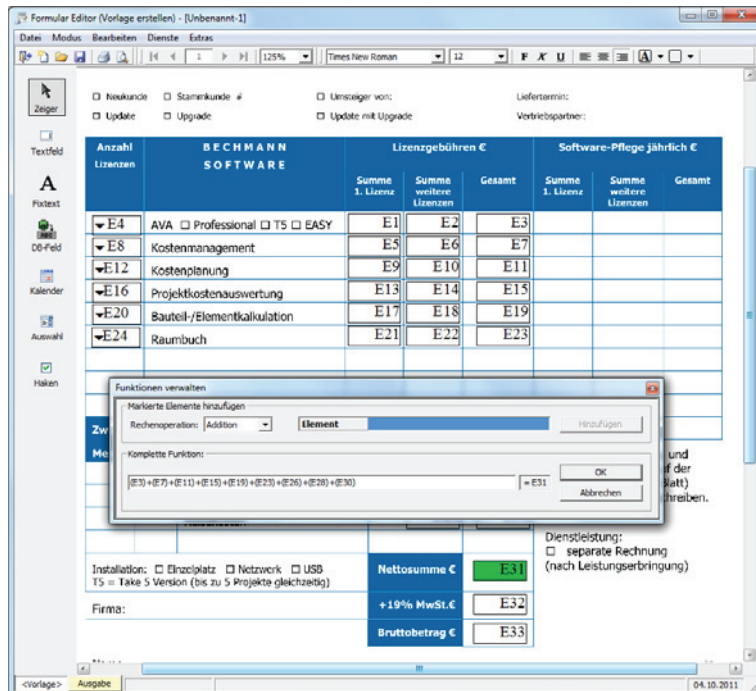 Formular Editor (Vorlage erstellen) - [Unbenannt-1]
Datei Modus Bearbeiten Dienste Extras
1 125% Times New Roman 12 F K U A
Zeiger
Textfeld
A
Fixtext
DB-Feld
Kalender
Auswahl
Haken
Neukunde Stammkunde # Umsteiger von: Liefertermin:
Update Upgrade Update mit Upgrade Vertriebspartner:
Anzahl Lizenzen
BECHMANN SOFTWARE
Lizenzgebühren € Software-Pflege jährlich €
Summe 1. Lizenz Summe weitere Lizenzen Gesamt Summe 1. Lizenz Summe weitere Lizenzen Gesamt
E4 AVA Professional T5 EASY E1 E2 E3
E8 Kostenmanagement E5 E6 E7
E12 Kostenplanung E9 E10 E11
E16 Projektkostenauswertung E13 E14 E15
E20 Bauteil-/Elementkalkulation E17 E18 E19
E24 Raumbuch E21 E22 E23
Funktionen verwalten
Markierte Elemente hinzufügen
Rechenoperation: Addition Element Hinzufügen
Komplette Funktion:
(E3)+(E7)+(E11)+(E15)+(E19)+(E23)+(E26)+(E28)+(E30) = E31
OK
Abbrechen
Zw
Me
und
f der
latt)
chreiben.
Dienstleistung:
separate Rechnung
(nach Leistungserbringung)
Installation: Einzelplatz Netzwerk USB
T5 = Take 5 Version (bis zu 5 Projekte gleichzeitig)
Nettosumme € E31
Firma:
+19% MwSt.€ E32
Bruttobetrag € E33
<Vorlage> Ausgabe 04.10.2011